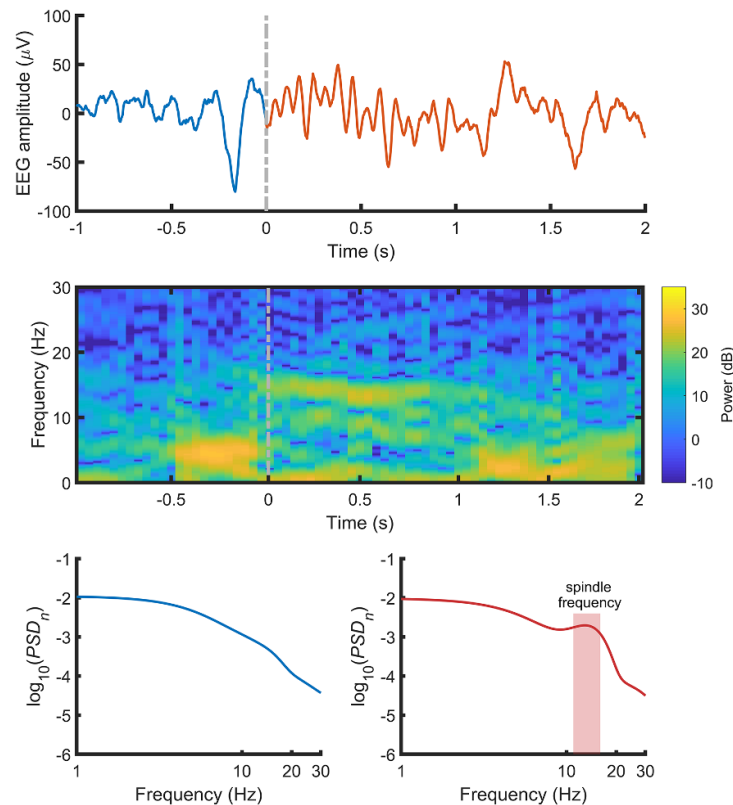 100
50
0
-50
-100
EEG amplitude (μV)
-1 -0.5 0 0.5 1 1.5 2
Time (s)
30
20
10
0
Frequency (Hz)
-0.5 0 0.5 1 1.5 2
Time (s)
30
20
10
0
-10
Power (dB)
-1
-2
-3
-4
-5
-6
log10(PSDn)
1 10 20 30
Frequency (Hz)
-1
-2
-3
-4
-5
-6
log10(PSDn)
spindle
frequency
1 10 20 30
Frequency (Hz)